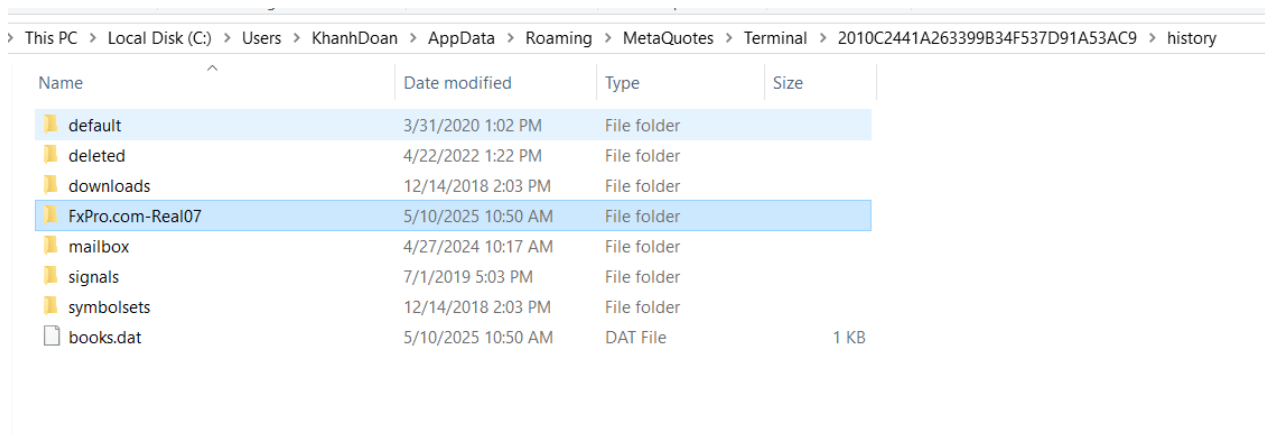 > This PC > Local Disk (C:) > Users > KhanhDoan > AppData > Roaming > MetaQuotes > Terminal > 2010C2441A263399B34F537D91A53AC9 > history
Name Date modified Type Size
default 3/31/2020 1:02 PM File folder
deleted 4/22/2022 1:22 PM File folder
downloads 12/14/2018 2:03 PM File folder
FxPro.com-Real07 5/10/2025 10:50 AM File folder
mailbox 4/27/2024 10:17 AM File folder
signals 7/1/2019 5:03 PM File folder
symbolsets 12/14/2018 2:03 PM File folder
books.dat 5/10/2025 10:50 AM DAT File 1 KB